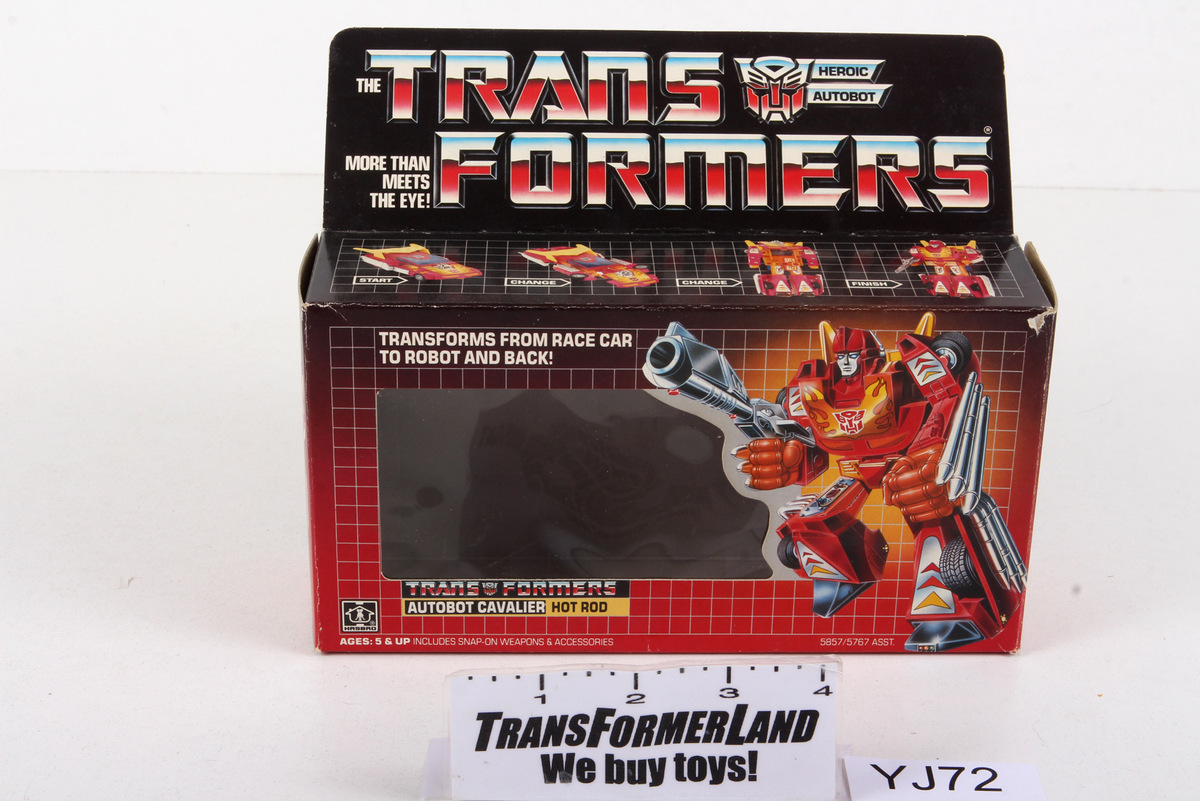 THE TRANSFORMERS
HEROIC
AUTOBOT
MORE THAN
MEETS
THE EYE!
®
START
CHANGE
CHANGE
FINISH
TRANSFORMS FROM RACE CAR
TO ROBOT AND BACK!
TRANSFORMERS
AUTOBOT CAVALIER HOT ROD
HASBRO
AGES: 5 & UP INCLUDES SNAP-ON WEAPONS & ACCESSORIES
5857/5767 ASST.
1 2 3 4
TRANSFORMERLAND
We buy toys!
YJ72